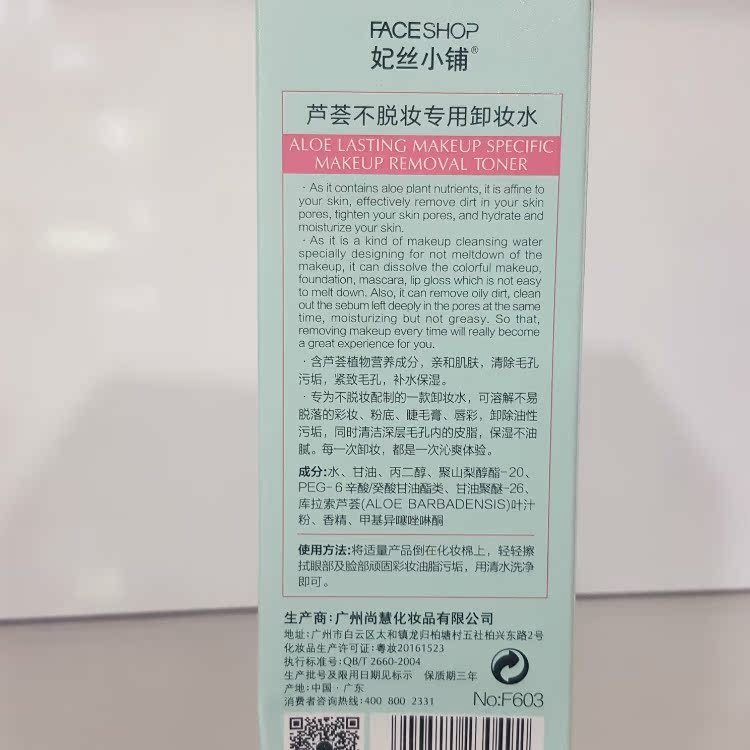 FACESHOP
妃丝小铺®
芦荟不脱妆专用卸妆水
ALOE LASTING MAKEUP SPECIFIC
MAKEUP REMOVAL TONER
· As it contains aloe plant nutrients, it is affine to
your skin, effectively remove dirt in your skin
pores, tighten your skin pores, and hydrate and
moisturize your skin.
· As it is a kind of makeup cleansing water
specially designing for not meltdown of the
makeup, it can dissolve the colorful makeup,
foundation, mascara, lip gloss which is not easy
to melt down. Also, it can remove oily dirt, clean
out the sebum left deeply in the pores at the same
time, moisturizing but not greasy. So that,
removing makeup every time will really become
a great experience for you.
· 含芦荟植物营养成分，亲和肌肤，清除毛孔
污垢，紧致毛孔，补水保湿。
· 专为不脱妆配制的一款卸妆水，可溶解不易
脱落的彩妆、粉底、睫毛膏、唇彩，卸除油性
污垢，同时清洁深层毛孔内的皮脂，保湿不油
腻。每一次卸妆，都是一次沁爽体验。
成分:水、甘油、丙二醇、聚山梨醇酯-20、
PEG-6辛酸/癸酸甘油酯类、甘油聚醚-26、
库拉索芦荟(ALOE BARBADENSIS)叶汁
粉、香精、甲基异噻唑啉酮
使用方法:将适量产品倒在化妆棉上，轻轻擦
拭眼部及脸部顽固彩妆油脂污垢，用清水洗净
即可。
生产商:广州尚慧化妆品有限公司
地址:广州市白云区太和镇龙归柏塘村五社柏兴东路2号
化妆品生产许可证:粤妆20161523
执行标准号:QB/T 2660-2004
生产批号及限用日期见标示 保质期三年
产地:中国·广东
消费者咨询热线:400 800 2331
No:F603